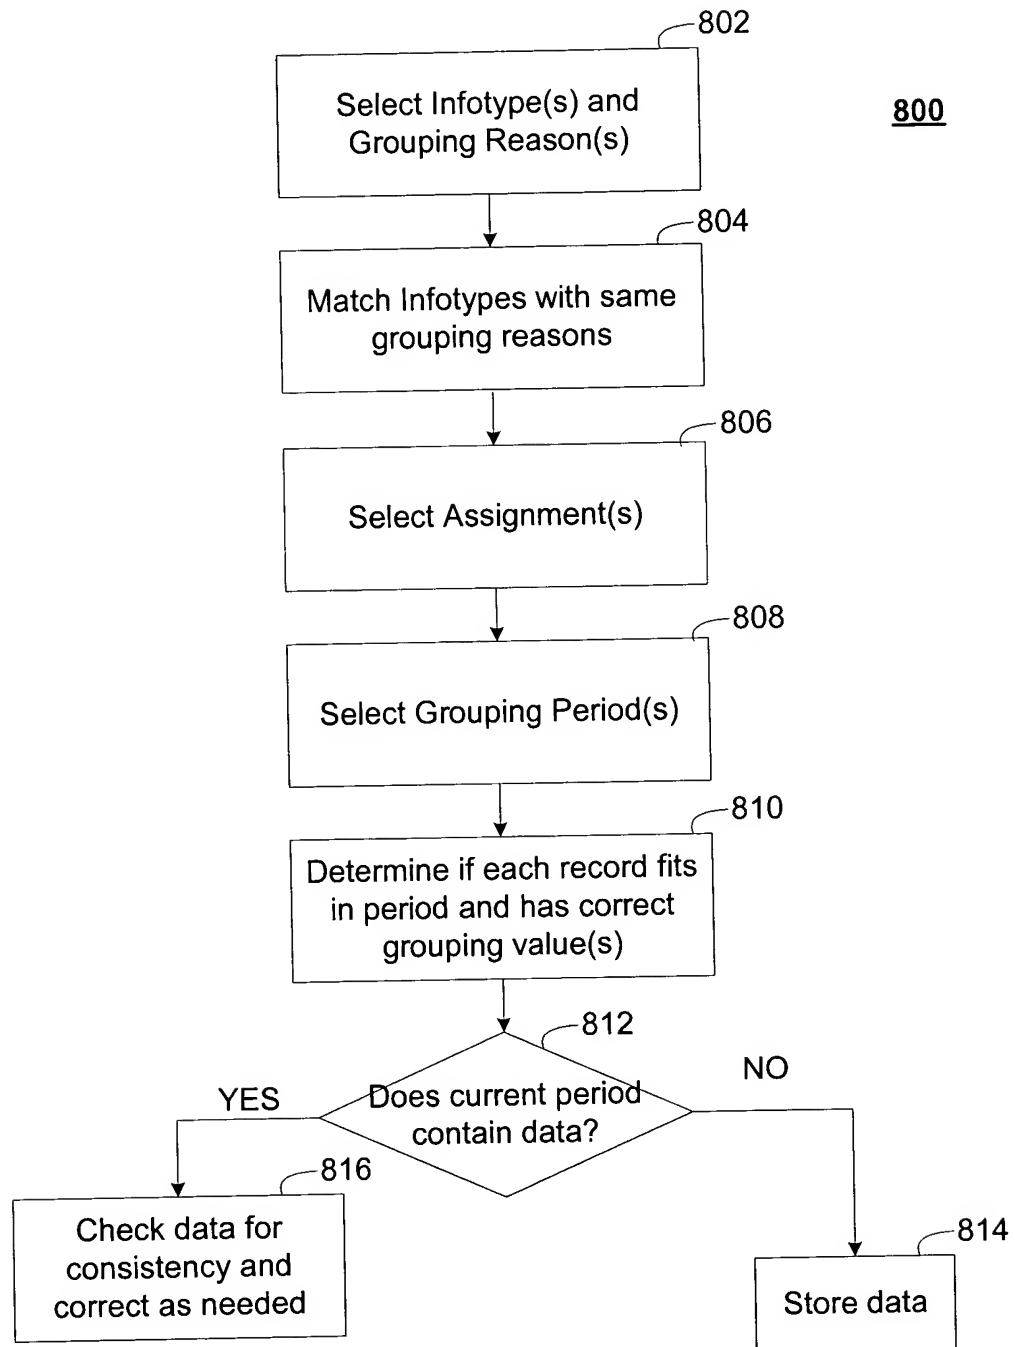 802
Select Infotype(s) and
Grouping Reason(s)
800
804
Match Infotypes with same
grouping reasons
806
Select Assignment(s)
808
Select Grouping Period(s)
810
Determine if each record fits
in period and has correct
grouping value(s)
812
Does current period
contain data?
YES
NO
816
Check data for
consistency and
correct as needed
814
Store data